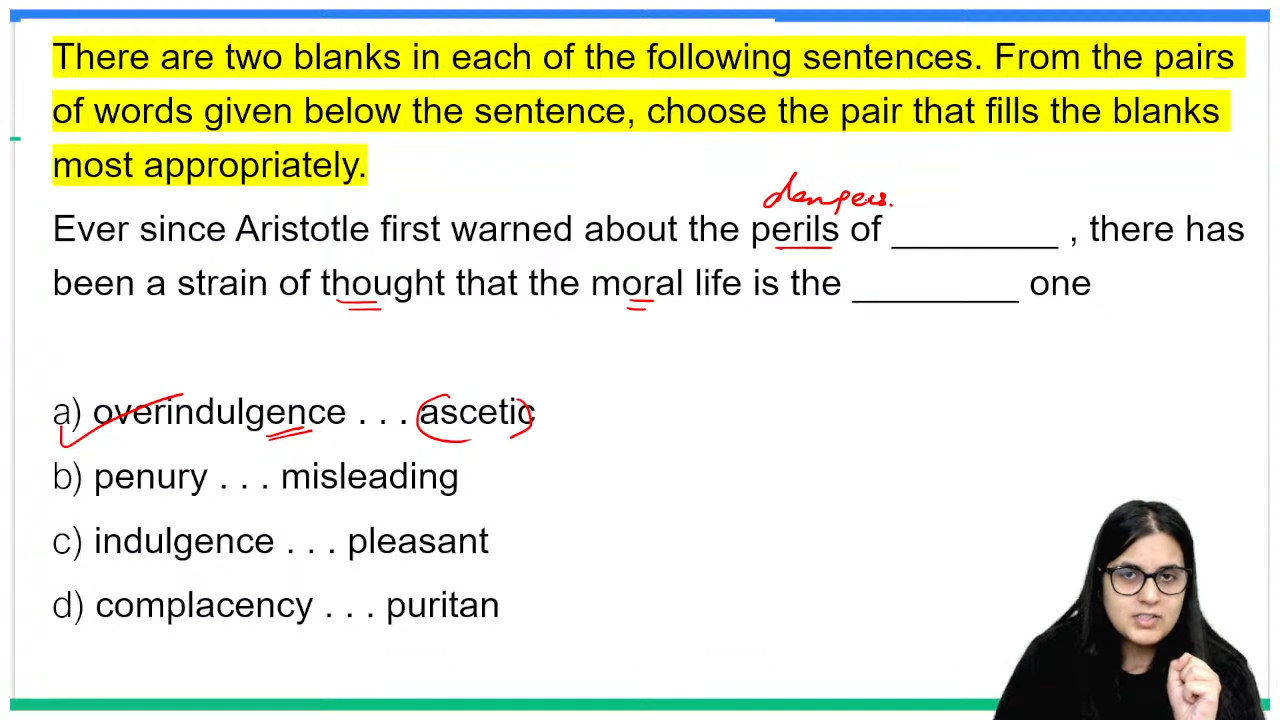 There are two blanks in each of the following sentences. From the pairs
of words given below the sentence, choose the pair that fills the blanks
most appropriately.
dangers.
Ever since Aristotle first warned about the perils of _________ , there has
been a strain of thought that the moral life is the _________ one
a) overindulgence . . . ascetic
b) penury . . . misleading
c) indulgence . . . pleasant
d) complacency . . . puritan